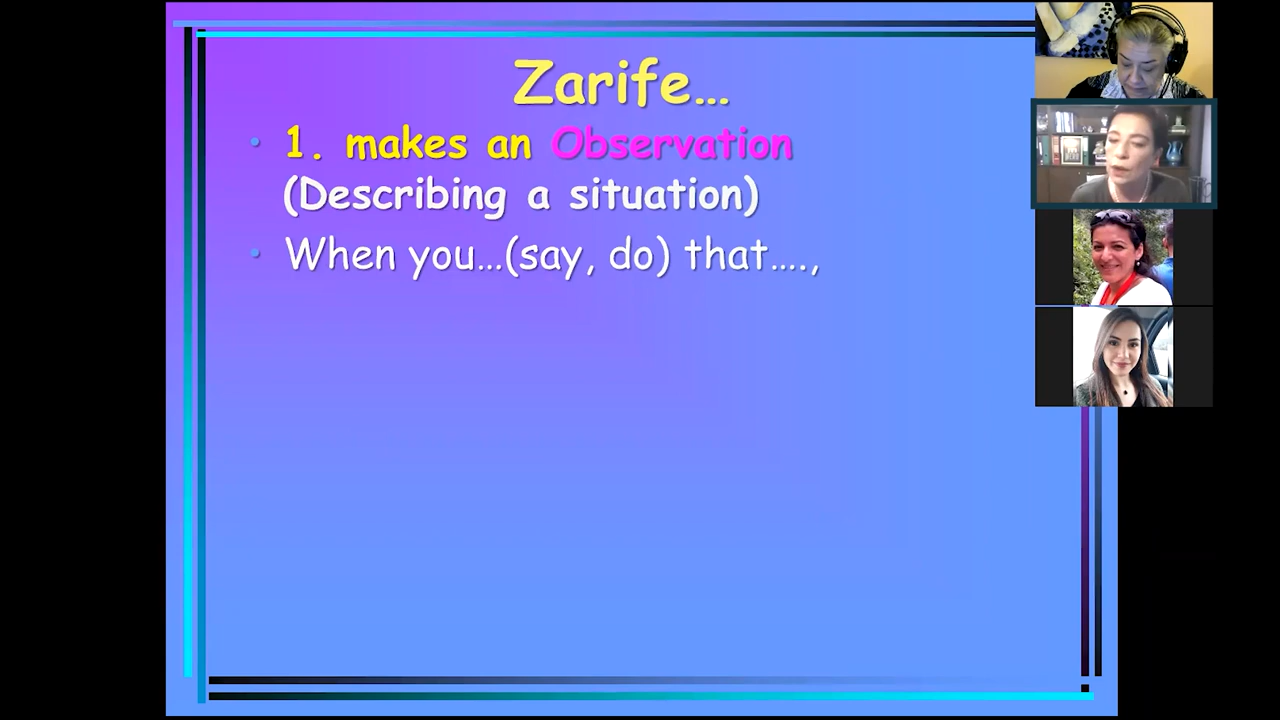 Zarife...
• 1. makes an Observation
(Describing a situation)
• When you...(say, do) that....,